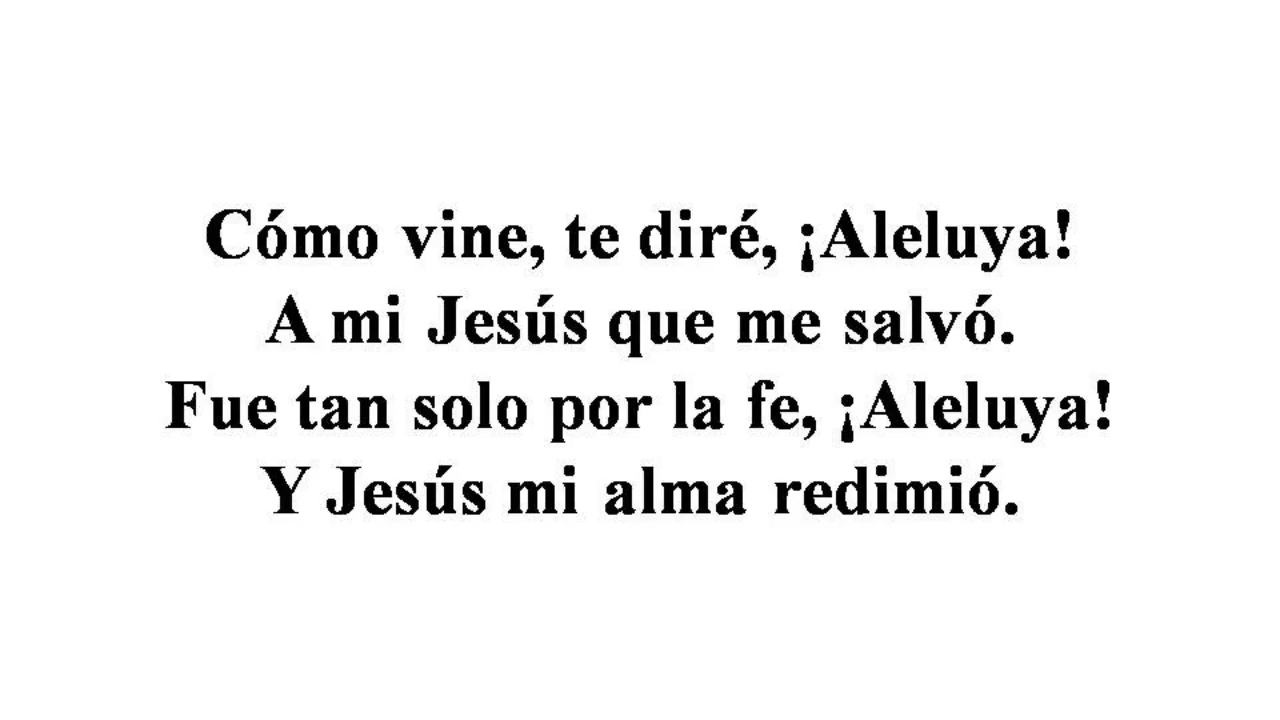 Cómo vine, te diré, ¡Aleluya!
A mi Jesús que me salvó.
Fue tan solo por la fe, ¡Aleluya!
Y Jesús mi alma redimió.